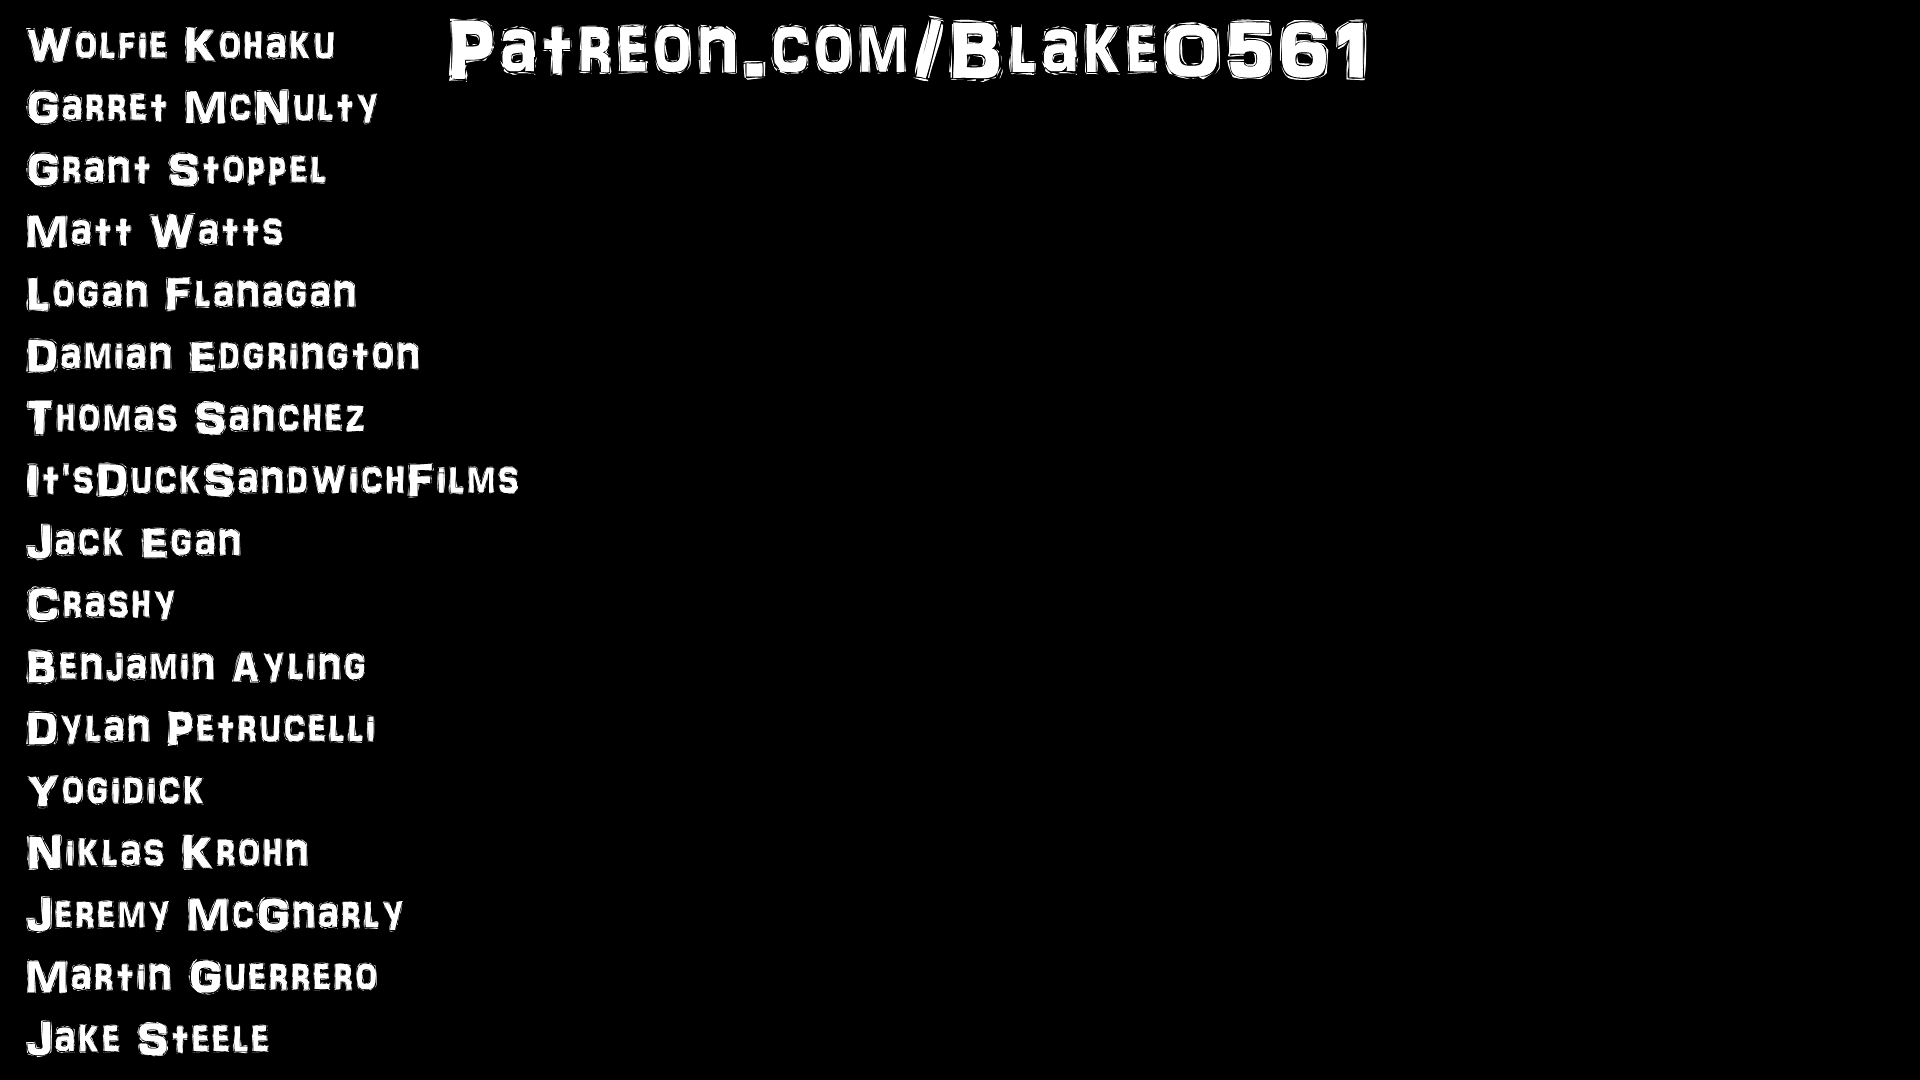 Patreon.com/Blake0561
Wolfie Kohaku
Garret McNulty
Grant Stoppel
Matt Watts
Logan Flanagan
Damian Edgrington
Thomas Sanchez
It'sDuckSandwichFilms
Jack Egan
Crashy
Benjamin Ayling
Dylan Petrucelli
Yogidick
Niklas Krohn
Jeremy McGnarly
Martin Guerrero
Jake Steele